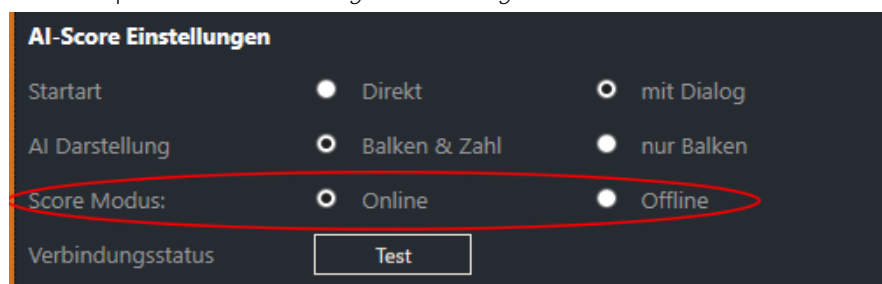 AI-Score Einstellungen
Startart Direkt mit Dialog
AI Darstellung Balken & Zahl nur Balken
Score Modus: Online Offline
Verbindungsstatus Test